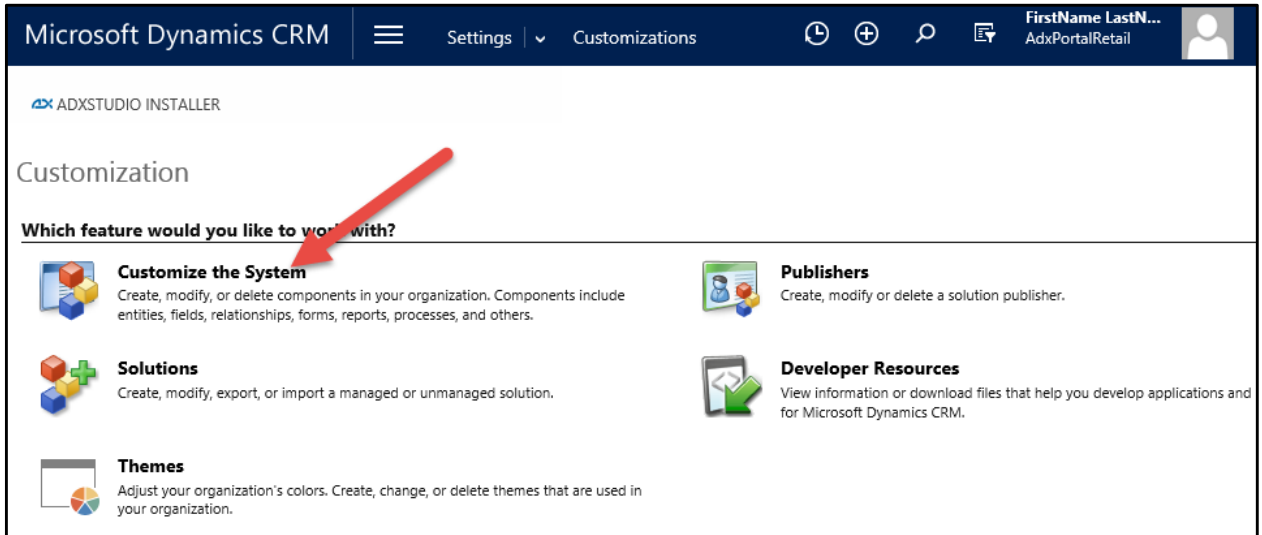 Microsoft Dynamics CRM
Settings
Customizations
FirstName LastN...
AdxPortalRetail
ADXSTUDIO INSTALLER
Customization
Which feature would you like to work with?
Customize the System
Create, modify, or delete components in your organization. Components include
entities, fields, relationships, forms, reports, processes, and others.
Publishers
Create, modify or delete a solution publisher.
Solutions
Create, modify, export, or import a managed or unmanaged solution.
Developer Resources
View information or download files that help you develop applications and
for Microsoft Dynamics CRM.
Themes
Adjust your organization's colors. Create, change, or delete themes that are used in
your organization.